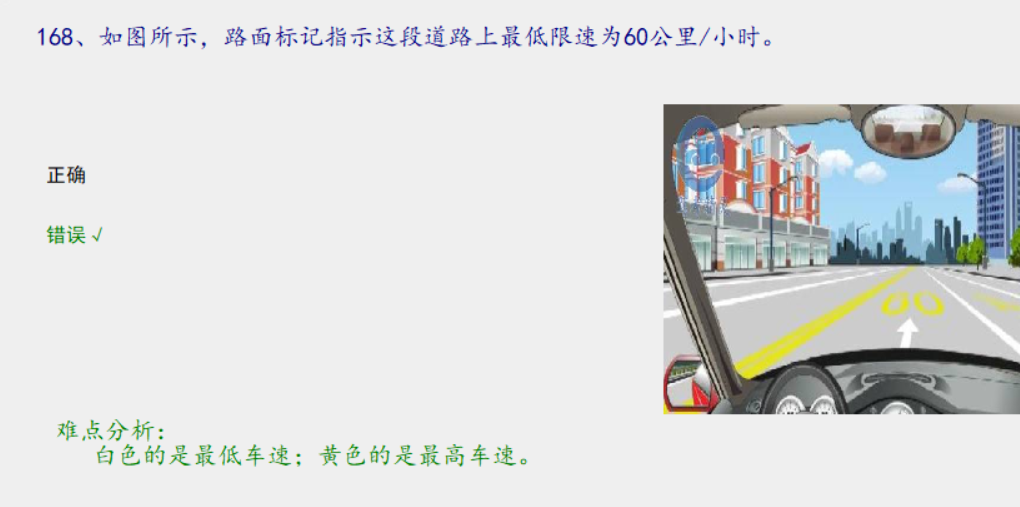 168、如图所示，路面标记指示这段道路上最低限速为60公里/小时。
正确
错误 √
60
难点分析：
白色的是最低车速；黄色的是最高车速。